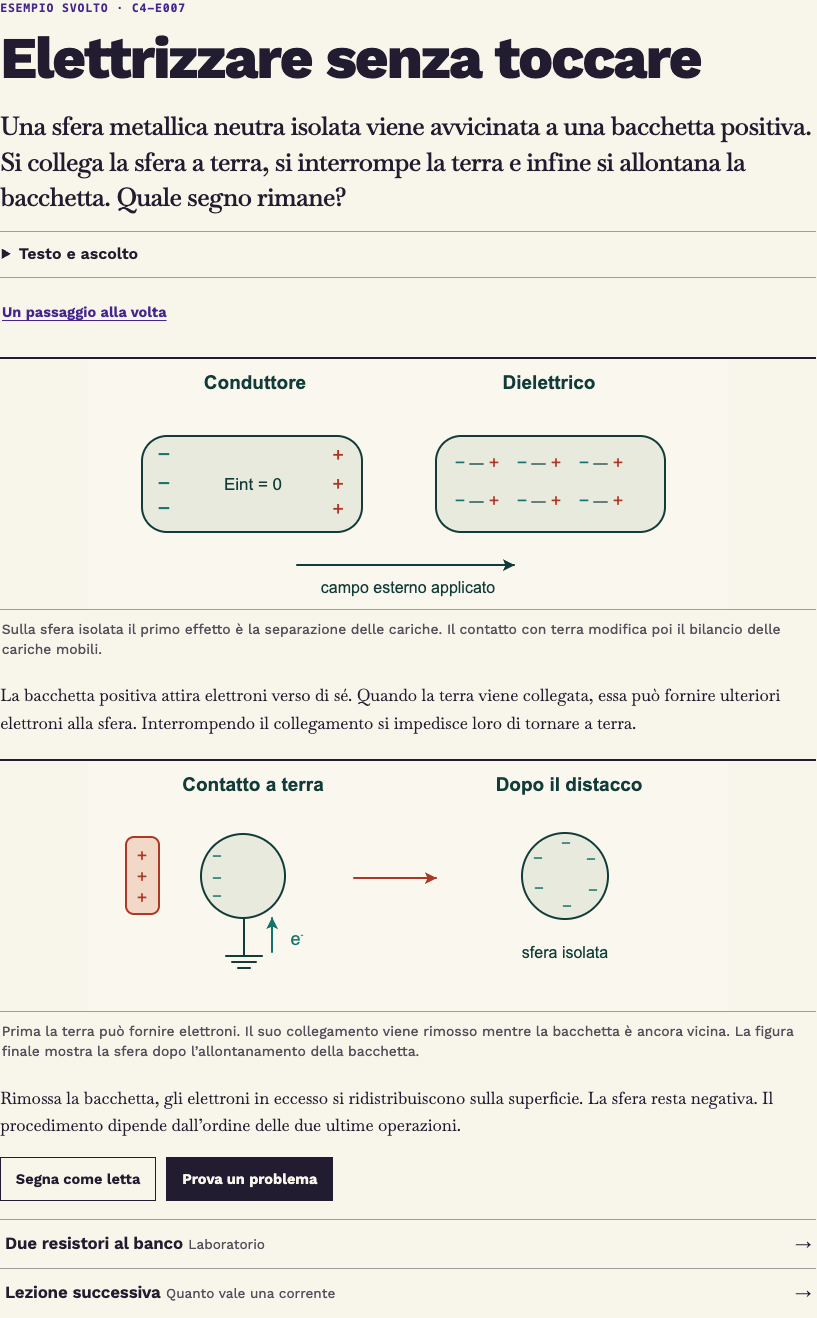 ESEMPIO SVOLTO · C4–E007
Elettrizzare senza toccare
Una sfera metallica neutra isolata viene avvicinata a una bacchetta positiva.
Si collega la sfera a terra, si interrompe la terra e infine si allontana la
bacchetta. Quale segno rimane?
▶ Testo e ascolto
Un passaggio alla volta
Conduttore Dielettrico
− + − — + − — + − — +
− Eint = 0 +
− + − — + − — + − — +
campo esterno applicato
Sulla sfera isolata il primo effetto è la separazione delle cariche. Il contatto con terra modifica poi il bilancio delle
cariche mobili.
La bacchetta positiva attira elettroni verso di sé. Quando la terra viene collegata, essa può fornire ulteriori
elettroni alla sfera. Interrompendo il collegamento si impedisce loro di tornare a terra.
Contatto a terra Dopo il distacco
+ − − − −
+ −
+ − − − −
e-
sfera isolata
Prima la terra può fornire elettroni. Il suo collegamento viene rimosso mentre la bacchetta è ancora vicina. La figura
finale mostra la sfera dopo l’allontanamento della bacchetta.
Rimossa la bacchetta, gli elettroni in eccesso si ridistribuiscono sulla superficie. La sfera resta negativa. Il
procedimento dipende dall’ordine delle due ultime operazioni.
Segna come letta Prova un problema
Due resistori al banco Laboratorio →
Lezione successiva Quanto vale una corrente →